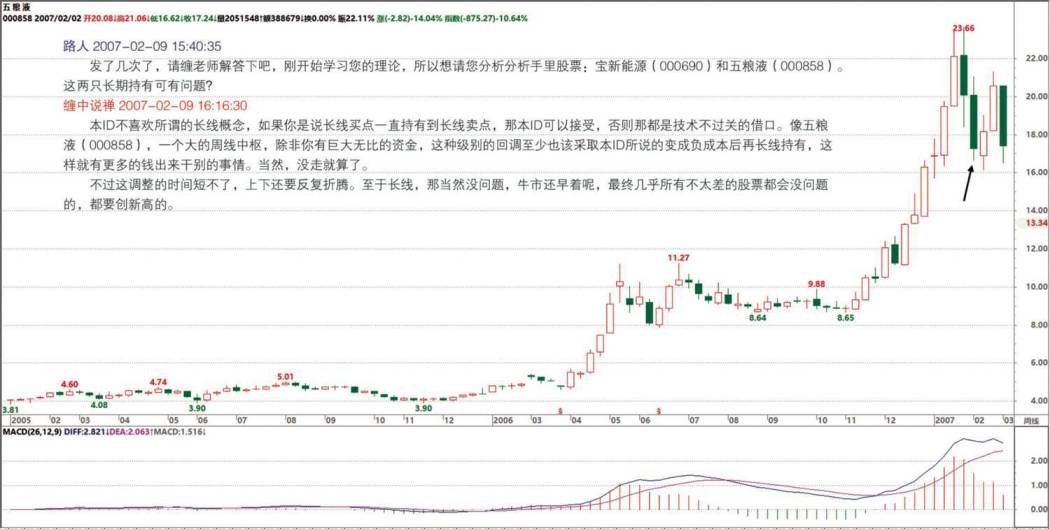 五粮液
000858 2007/02/02 开20.08↓高21.06↓低16.62↓收17.24↓量2051548↑额388679↓换0.00% 振22.11% 涨(-2.82)-14.04% 指数(-875.27)-10.64%
路人 2007-02-09 15:40:35
发了几次了，请缠老师解答下吧，刚开始学习您的理论，所以想请您分析分析手里股票：宝新能源（000690）和五粮液（000858）。
这两只长期持有可有问题？
缠中说禅 2007-02-09 16:16:30
本ID不喜欢所谓的长线概念，如果你是说长线买点一直持有到长线卖点，那本ID可以接受，否则那都是技术不过关的借口。像五粮
液（000858），一个大的周线中枢，除非你有巨大无比的资金，这种级别的回调至少也该采取本ID所说的变成负成本后再长线持有，这
样就有更多的钱出来干别的事情。当然，没走就算了。
不过这调整的时间短不了，上下还要反复折腾。至于长线，那当然没问题，牛市还早着呢，最终几乎所有不太差的股票都会没问题
的，都要创新高的。
23.66
22.00
20.00
18.00
16.00
14.00
13.34
12.00
11.27
10.00
9.88
8.64
8.65
8.00
6.00
5.01
4.74
4.60
4.00
3.81
4.08
3.90
3.90
2005 02 03 04 05 06 07 08 09 10 11 12 2006 03 04 05 06 07 08 09 10 11 12 2007 02 03 周线
$ $
MACD(26,12,9) DIFF:2.821↓DEA:2.063↑MACD:1.516↓
2.00
1.00
0.00